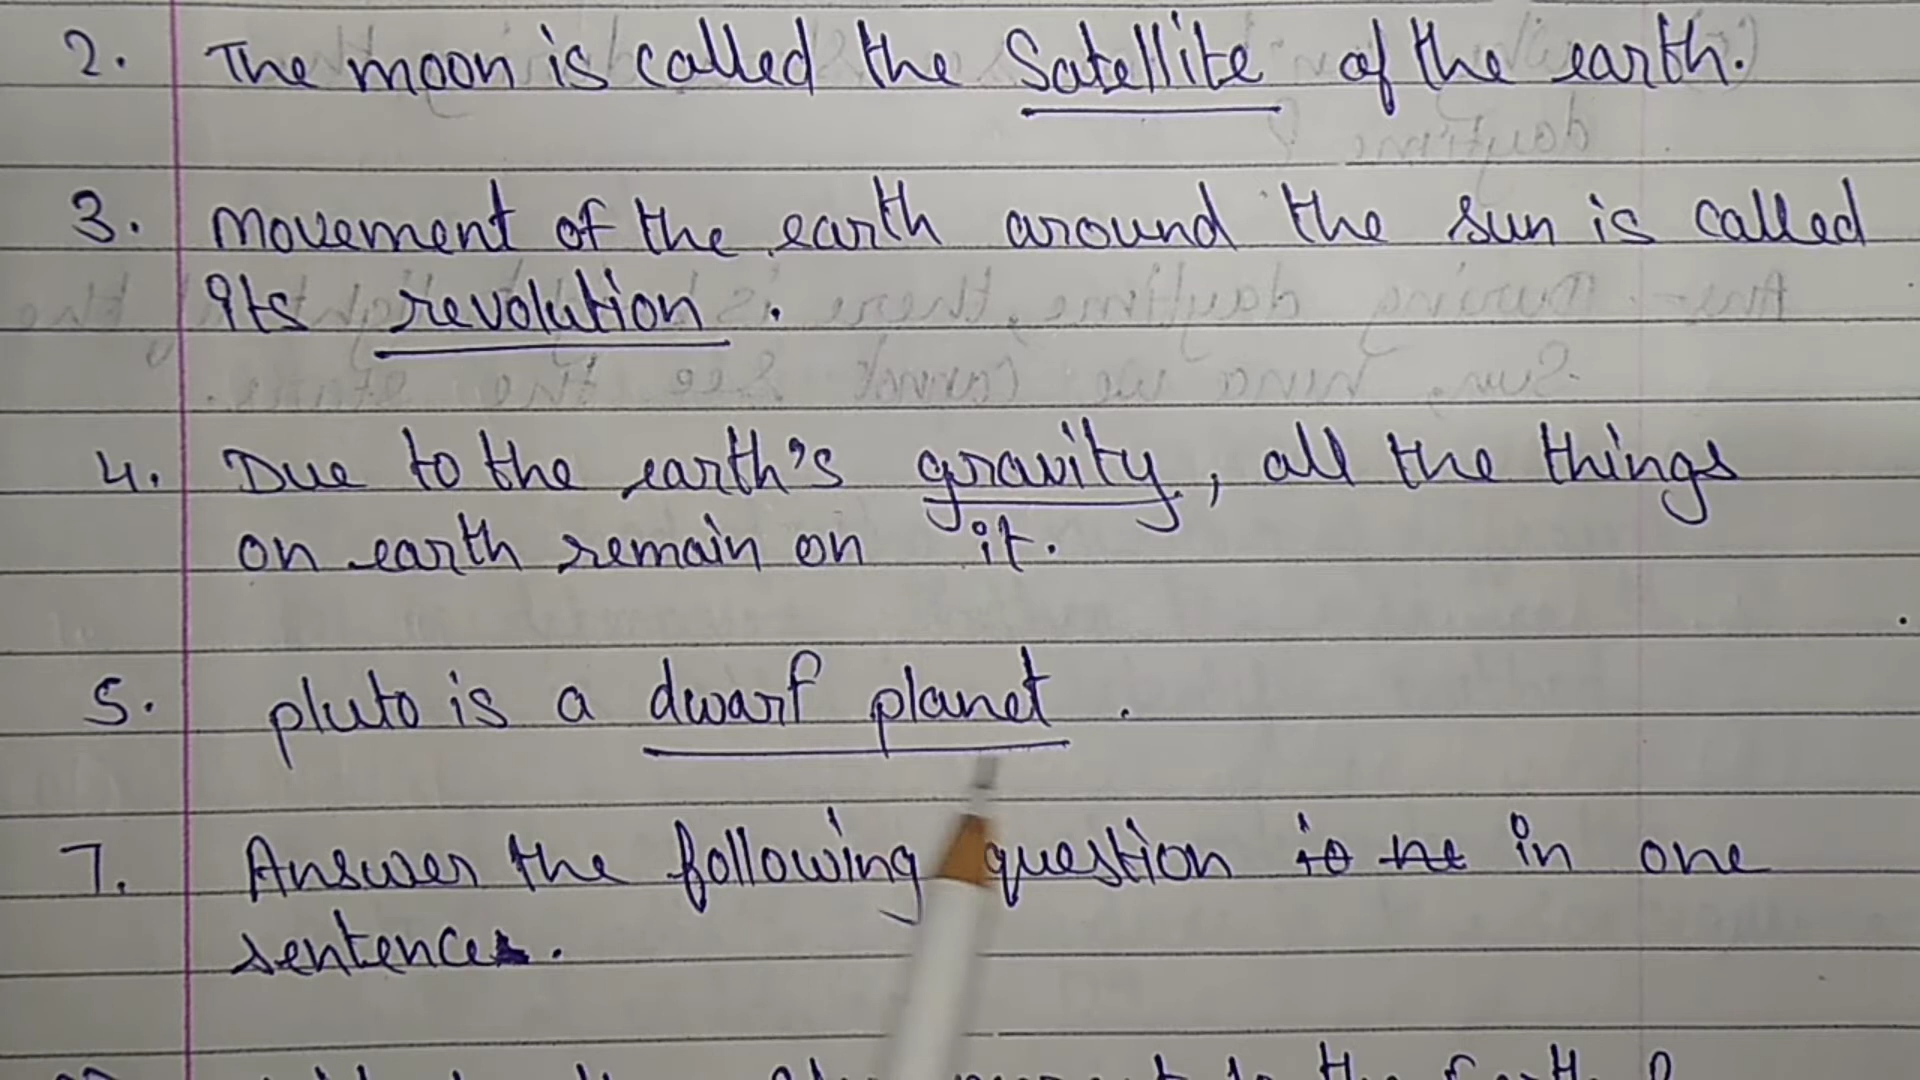 2. The moon is called the Satellite of the earth.
3. Movement of the earth around the sun is called
its revolution.
4. Due to the earth's gravity, all the things
on earth remain on it.
5. pluto is a dwarf planet.
7. Answer the following question in one
sentence.